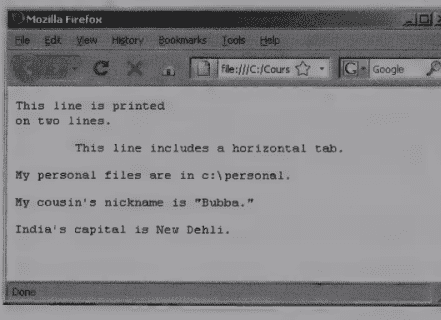 Mozilla Firefox
File Edit View History Bookmarks Tools Help
file:///C:/Cours
G Google
This line is printed
on two lines.
This line includes a horizontal tab.
My personal files are in c:\personal.
My cousin's nickname is "Bubba."
India's capital is New Dehli.
Done